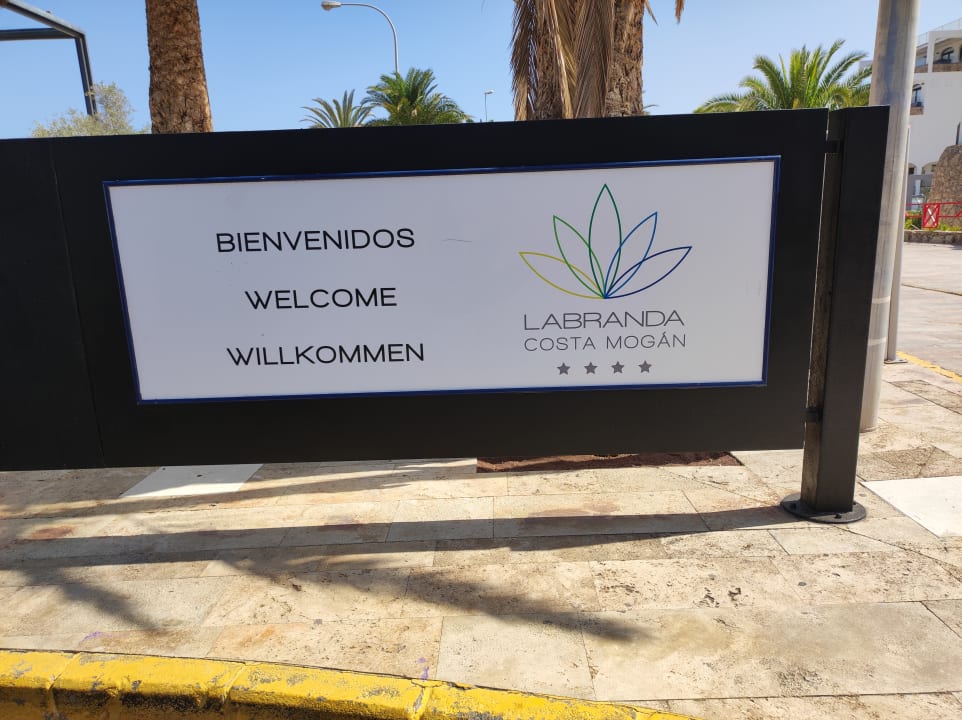 BIENVENIDOS
WELCOME
WILLKOMMEN
LABRANDA
COSTA MOGÁN